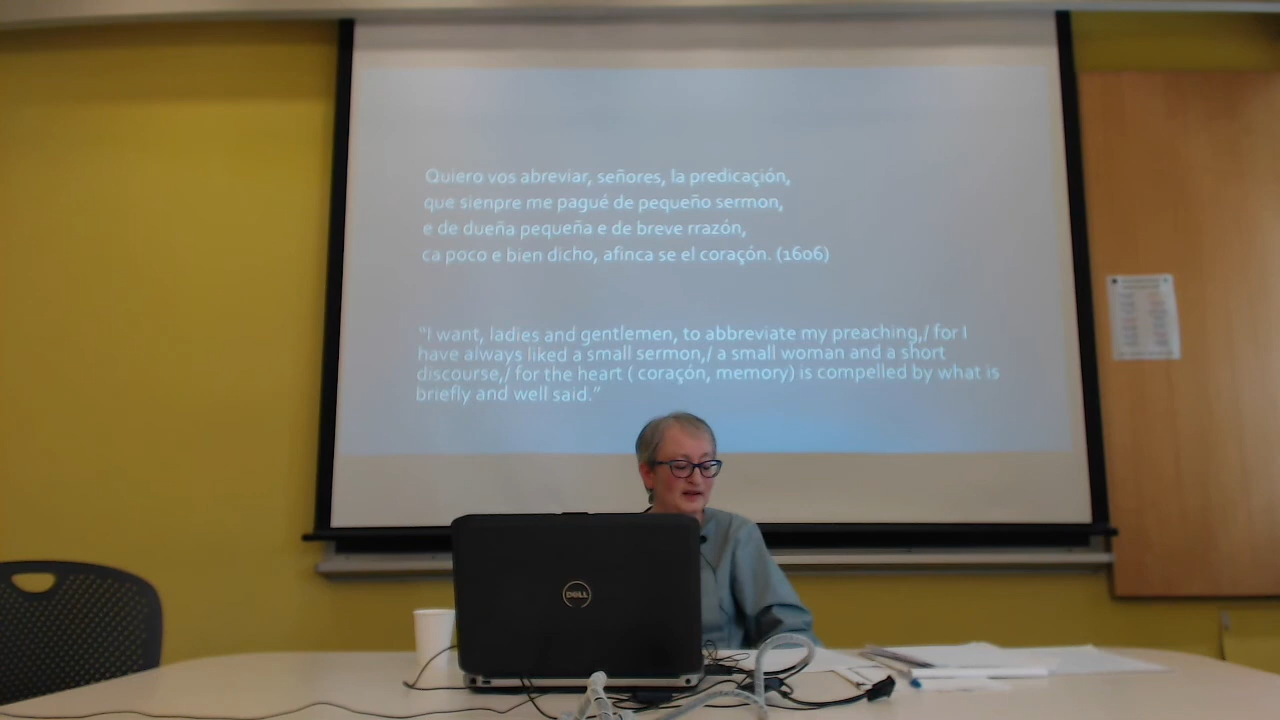 Quiero vos abreviar, señores, la predicaçión,
que sienpre me pagué de pequeño sermon,
e de dueña pequeña e de breve rrazón,
ca poco e bien dicho, afinca se el coraçón. (1606)
"I want, ladies and gentlemen, to abbreviate my preaching,/ for I
have always liked a small sermon,/ a small woman and a short
discourse,/ for the heart ( coraçón, memory) is compelled by what is
briefly and well said."
DELL